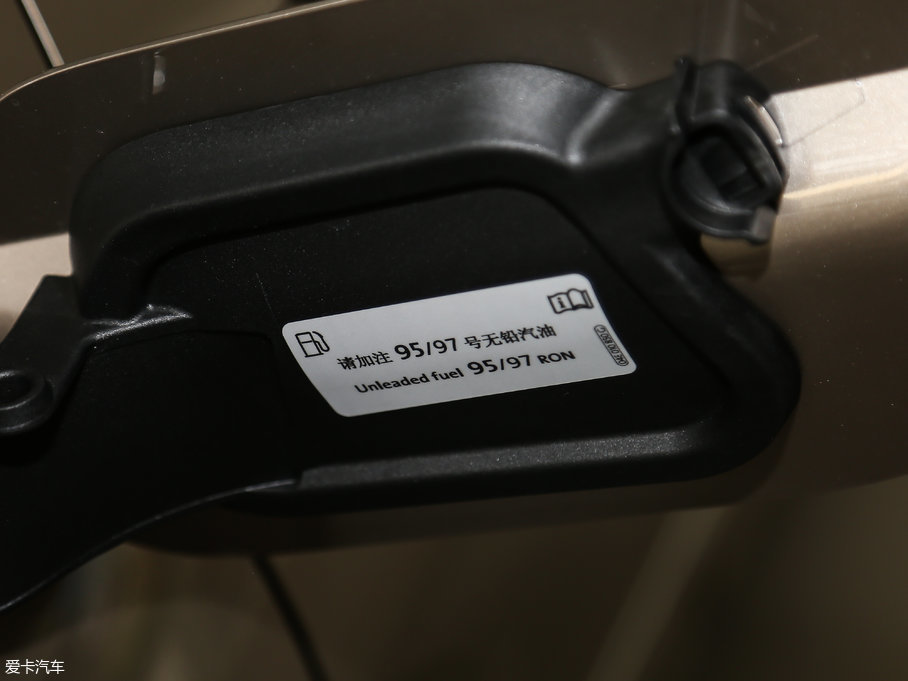 请加注 95/97 号无铅汽油
Unleaded fuel 95/97 RON
爱卡汽车